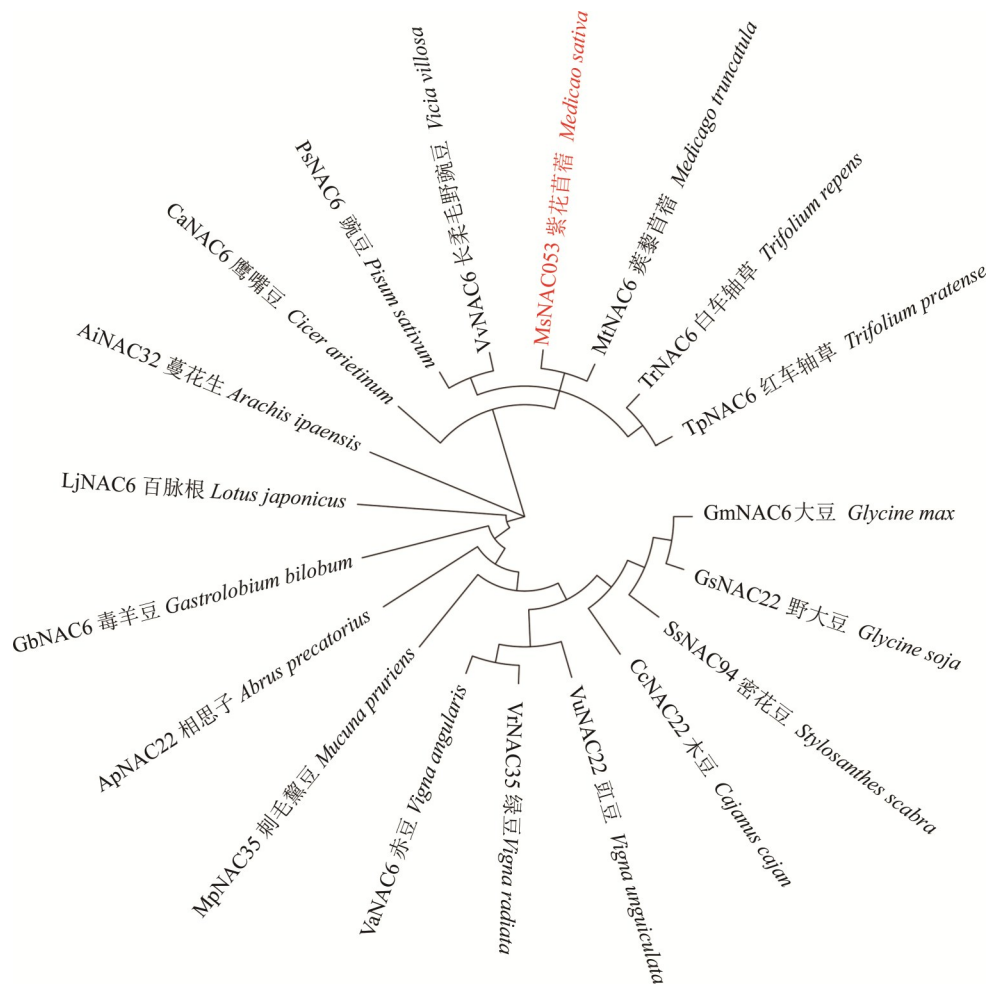 VvNAC6 长柔毛野豌豆 Vicia villosa
MsNAC053 紫花苜蓿 Medicao sativa
MtNAC6 蒺藜苜蓿 Medicago truncatula
TrNAC6 白车轴草 Trifolium repens
TpNAC6 红车轴草 Trifolium pratense
GmNAC6 大豆 Glycine max
GsNAC22 野大豆 Glycine soja
SsNAC94 密花豆 Stylosanthes scabra
CcNAC22 木豆 Cajanus cajan
VuNAC22 豇豆 Vigna unguiculata
VrNAC35 绿豆 Vigna radiata
VaNAC6 赤豆 Vigna angularis
MpNAC35 刺毛黧豆 Mucuna pruriens
ApNAC22 相思子 Abrus precatorius
GbNAC6 毒羊豆 Gastrolobium bilobum
LjNAC6 百脉根 Lotus japonicus
AiNAC32 蔓花生 Arachis ipaensis
CaNAC6 鹰嘴豆 Cicer arietinum
PsNAC6 豌豆 Pisum sativum